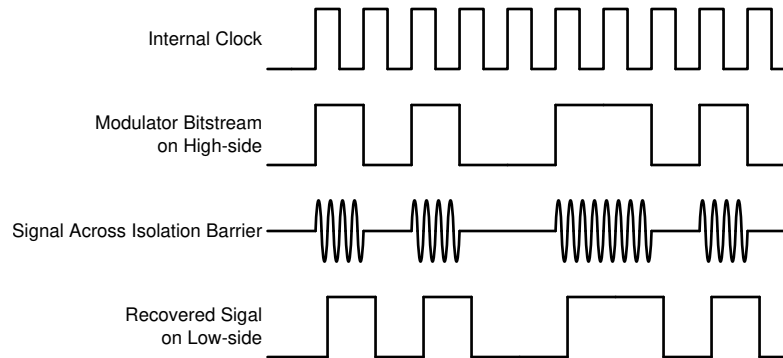 Internal Clock
Modulator Bitstream
on High-side
Signal Across Isolation Barrier
Recovered Sigal
on Low-side